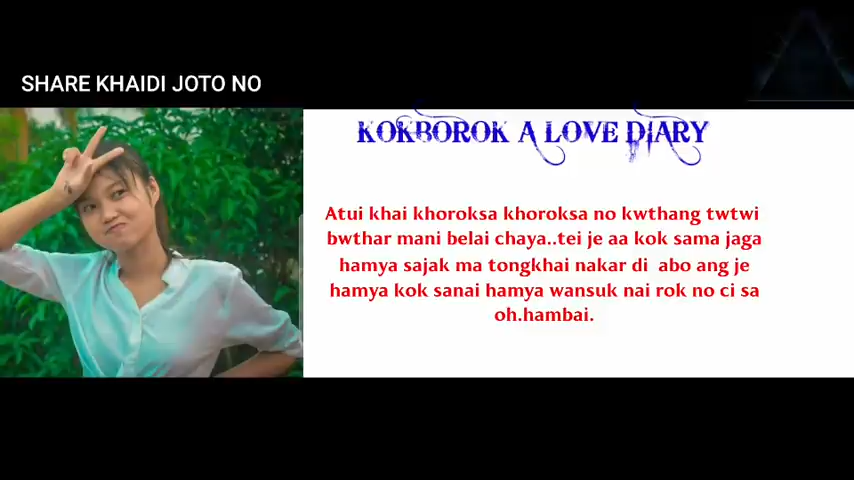 SHARE KHAIDI JOTO NO
KOKBOROK A LOVE DIARY
Atui khai khoroksa khoroksa no kwthang twtwi
bwthar mani belai chaya..tei je aa kok sama jaga
hamya sajak ma tongkhai nakar di abo ang je
hamya kok sanai hamya wansuk nai rok no ci sa
oh.hambai.